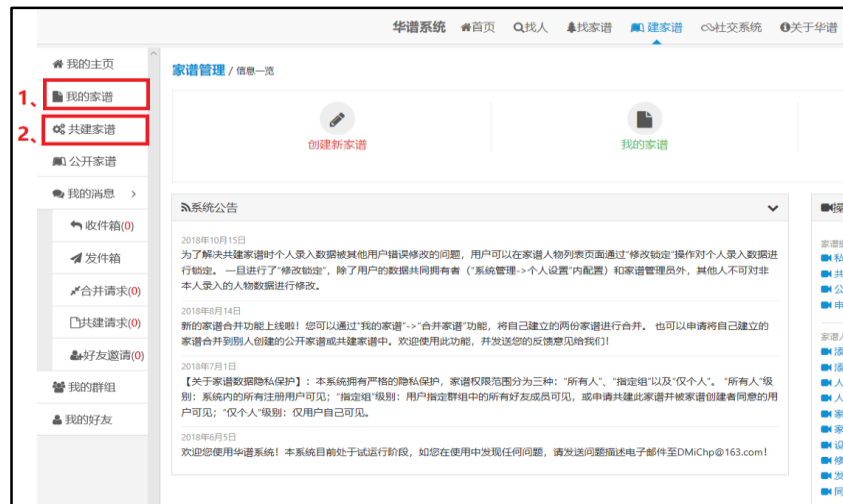 华谱系统 首页 找人 找家谱 建家谱 社交系统 关于华谱
我的主页
1、 我的家谱
2、 共建家谱
公开家谱
我的消息
收件箱(0)
发件箱
合并请求(0)
共建请求(0)
好友邀请(0)
我的群组
我的好友
家谱管理 / 信息一览
创建新家谱
我的家谱
系统公告
2018年10月15日
为了解决共建家谱时个人录入数据被其他用户错误修改的问题，用户可以在家谱人物列表页面通过“修改锁定”操作对个人录入数据进
行锁定。 一旦进行了“修改锁定”，除了用户的数据共同拥有者（“系统管理->个人设置”内配置）和家谱管理员外，其他人不可对非
本人录入的人物数据进行修改。
2018年8月14日
新的家谱合并功能上线啦！您可以通过“我的家谱”->“合并家谱”功能，将自己建立的两份家谱进行合并。 也可以申请将自己建立的
家谱合并到别人创建的公开家谱或共建家谱中。欢迎使用此功能，并发送您的反馈意见给我们！
2018年7月1日
【关于家谱数据隐私保护】：本系统拥有严格的隐私保护，家谱权限范围分为三种：“所有人”、“指定组”以及“仅个人”。 “所有人”级
别：系统内的所有注册用户可见；“指定组”级别：用户指定群组中的所有好友成员可见，或申请共建此家谱并被家谱创建者同意的用
户可见；“仅个人”级别：仅用户自己可见。
2018年6月5日
欢迎您使用华谱系统！本系统目前处于试运行阶段，如您在使用中发现任何问题，请发送问题描述电子邮件至DMiChp@163.com！
操
私
共
公
申
家谱人
添
添
人
人
家
家
设
修
发
同